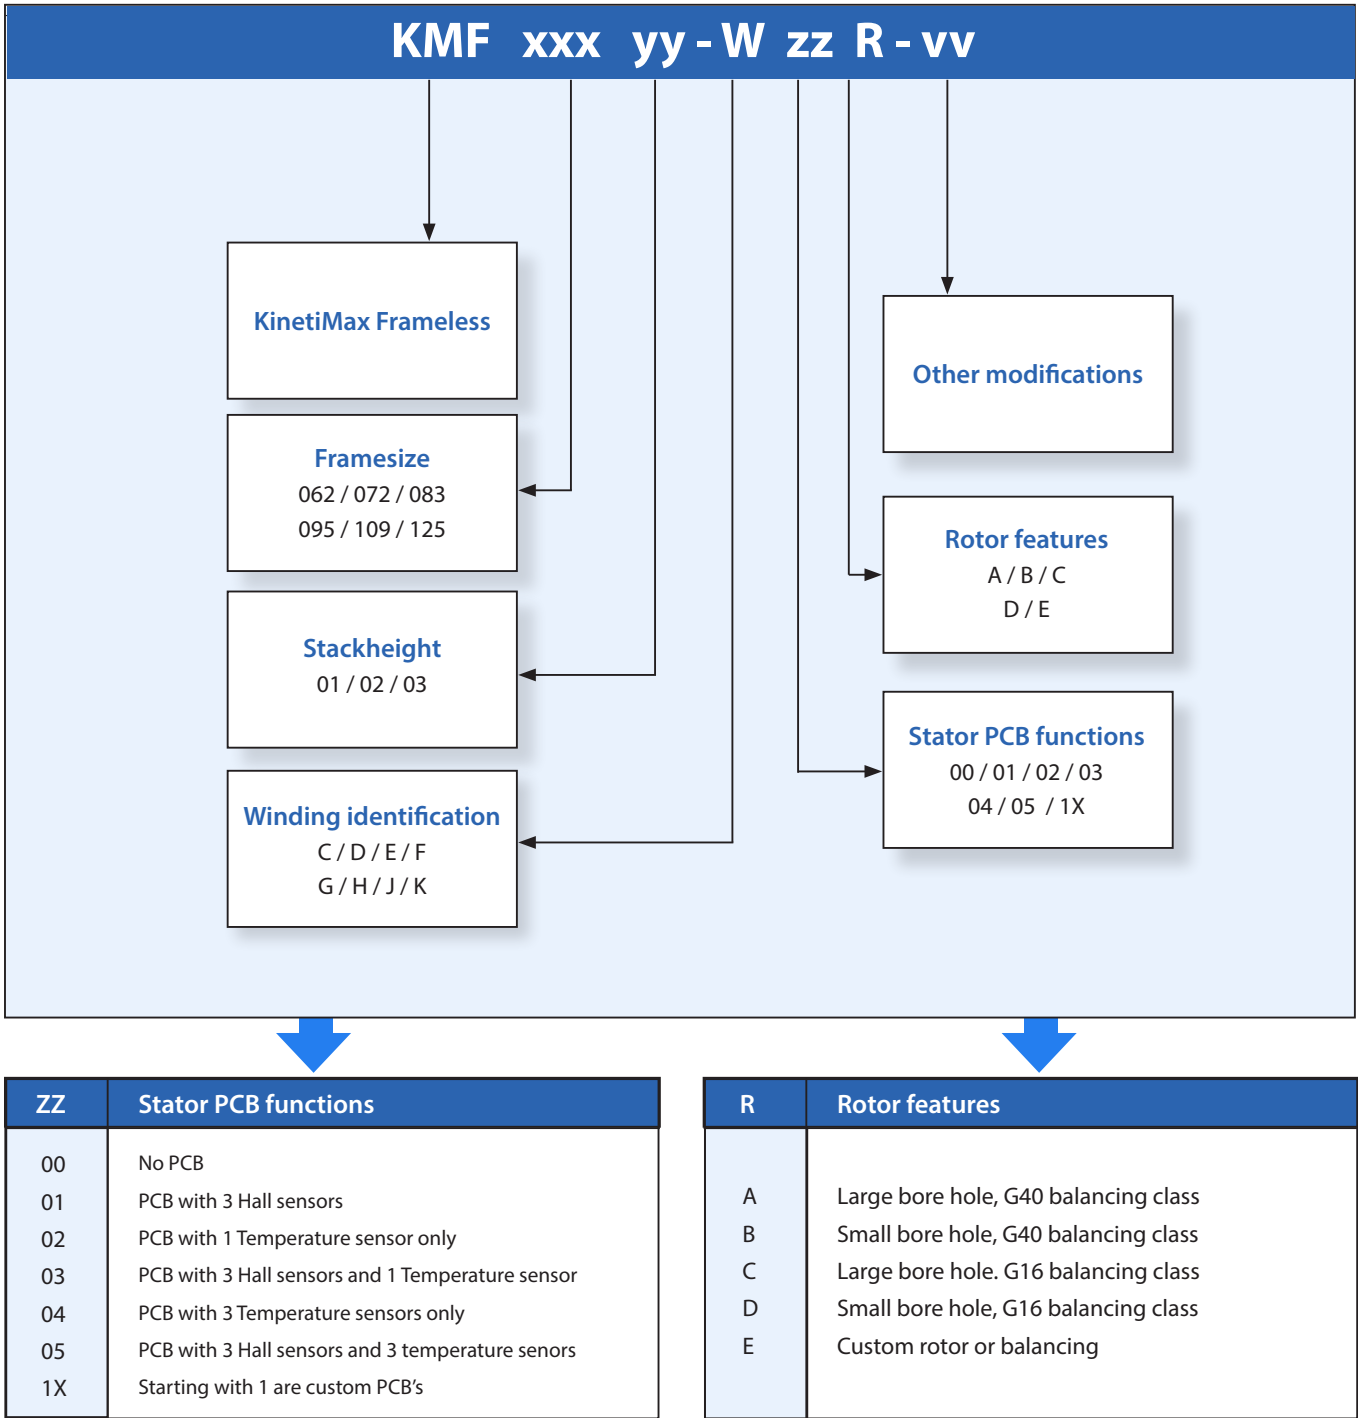 KMF xxx yy - W zz R - vv
KinetiMax Frameless
Framesize
062 / 072 / 083
095 / 109 / 125
Stackheight
01 / 02 / 03
Winding identification
C / D / E / F
G / H / J / K
Other modifications
Rotor features
A / B / C
D / E
Stator PCB functions
00 / 01 / 02 / 03
04 / 05 / 1X
ZZ Stator PCB functions
00 No PCB
01 PCB with 3 Hall sensors
02 PCB with 1 Temperature sensor only
03 PCB with 3 Hall sensors and 1 Temperature sensor
04 PCB with 3 Temperature sensors only
05 PCB with 3 Hall sensors and 3 temperature senors
1X Starting with 1 are custom PCB's
R Rotor features
A Large bore hole, G40 balancing class
B Small bore hole, G40 balancing class
C Large bore hole. G16 balancing class
D Small bore hole, G16 balancing class
E Custom rotor or balancing